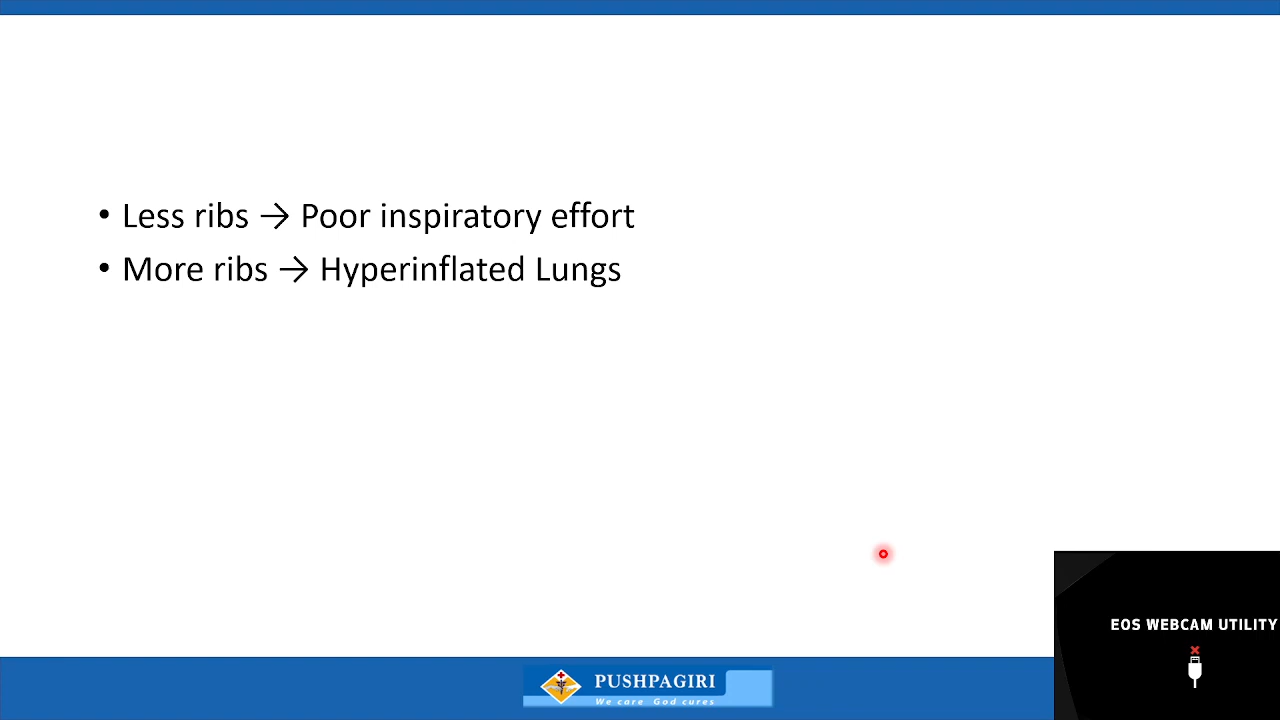 • Less ribs → Poor inspiratory effort
• More ribs → Hyperinflated Lungs
EOS WEBCAM UTILITY
PUSHPAGIRI
We care God cures